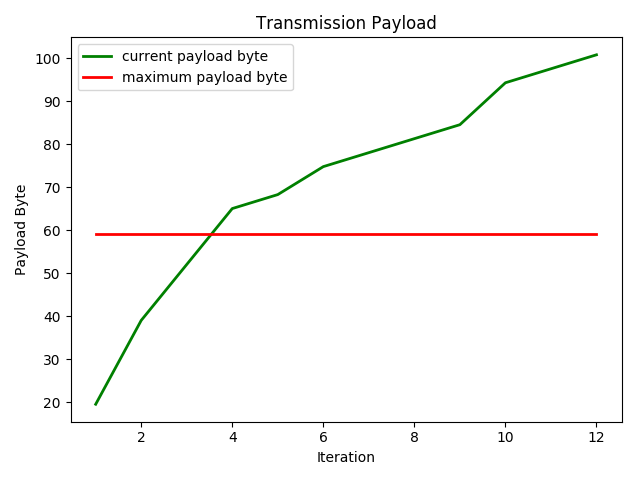 Transmission Payload
current payload byte
maximum payload byte
100
90
80
70
60
50
40
30
20
Payload Byte
2 4 6 8 10 12
Iteration